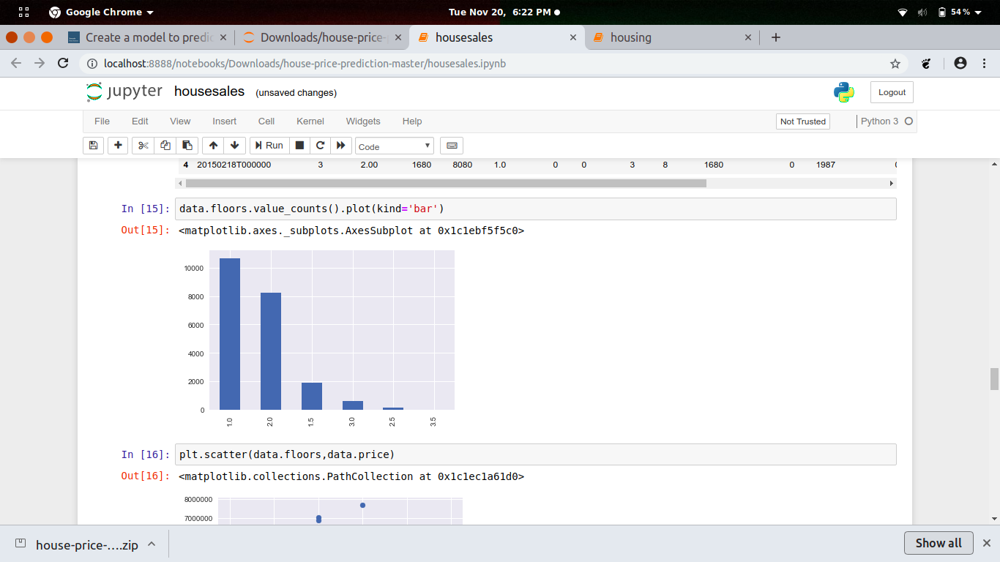 Google Chrome
Tue Nov 20, 6:22 PM
54 %
Create a model to predic
Downloads/house-price-
housesales
housing
localhost:8888/notebooks/Downloads/house-price-prediction-master/housesales.ipynb
jupyter housesales (unsaved changes)
Logout
File Edit View Insert Cell Kernel Widgets Help
Not Trusted
Python 3
Run
Code
4 20150218T000000 3 2.00 1680 8080 1.0 0 0 3 8 1680 0 1987
In [15]: data.floors.value_counts().plot(kind='bar')
Out[15]: <matplotlib.axes._subplots.AxesSubplot at 0x1c1ebf5f5c0>
10000
8000
6000
4000
2000
0
1.0 2.0 1.5 3.0 2.5 3.5
In [16]: plt.scatter(data.floors,data.price)
Out[16]: <matplotlib.collections.PathCollection at 0x1c1ec1a61d0>
8000000
7000000
house-price-....zip
Show all